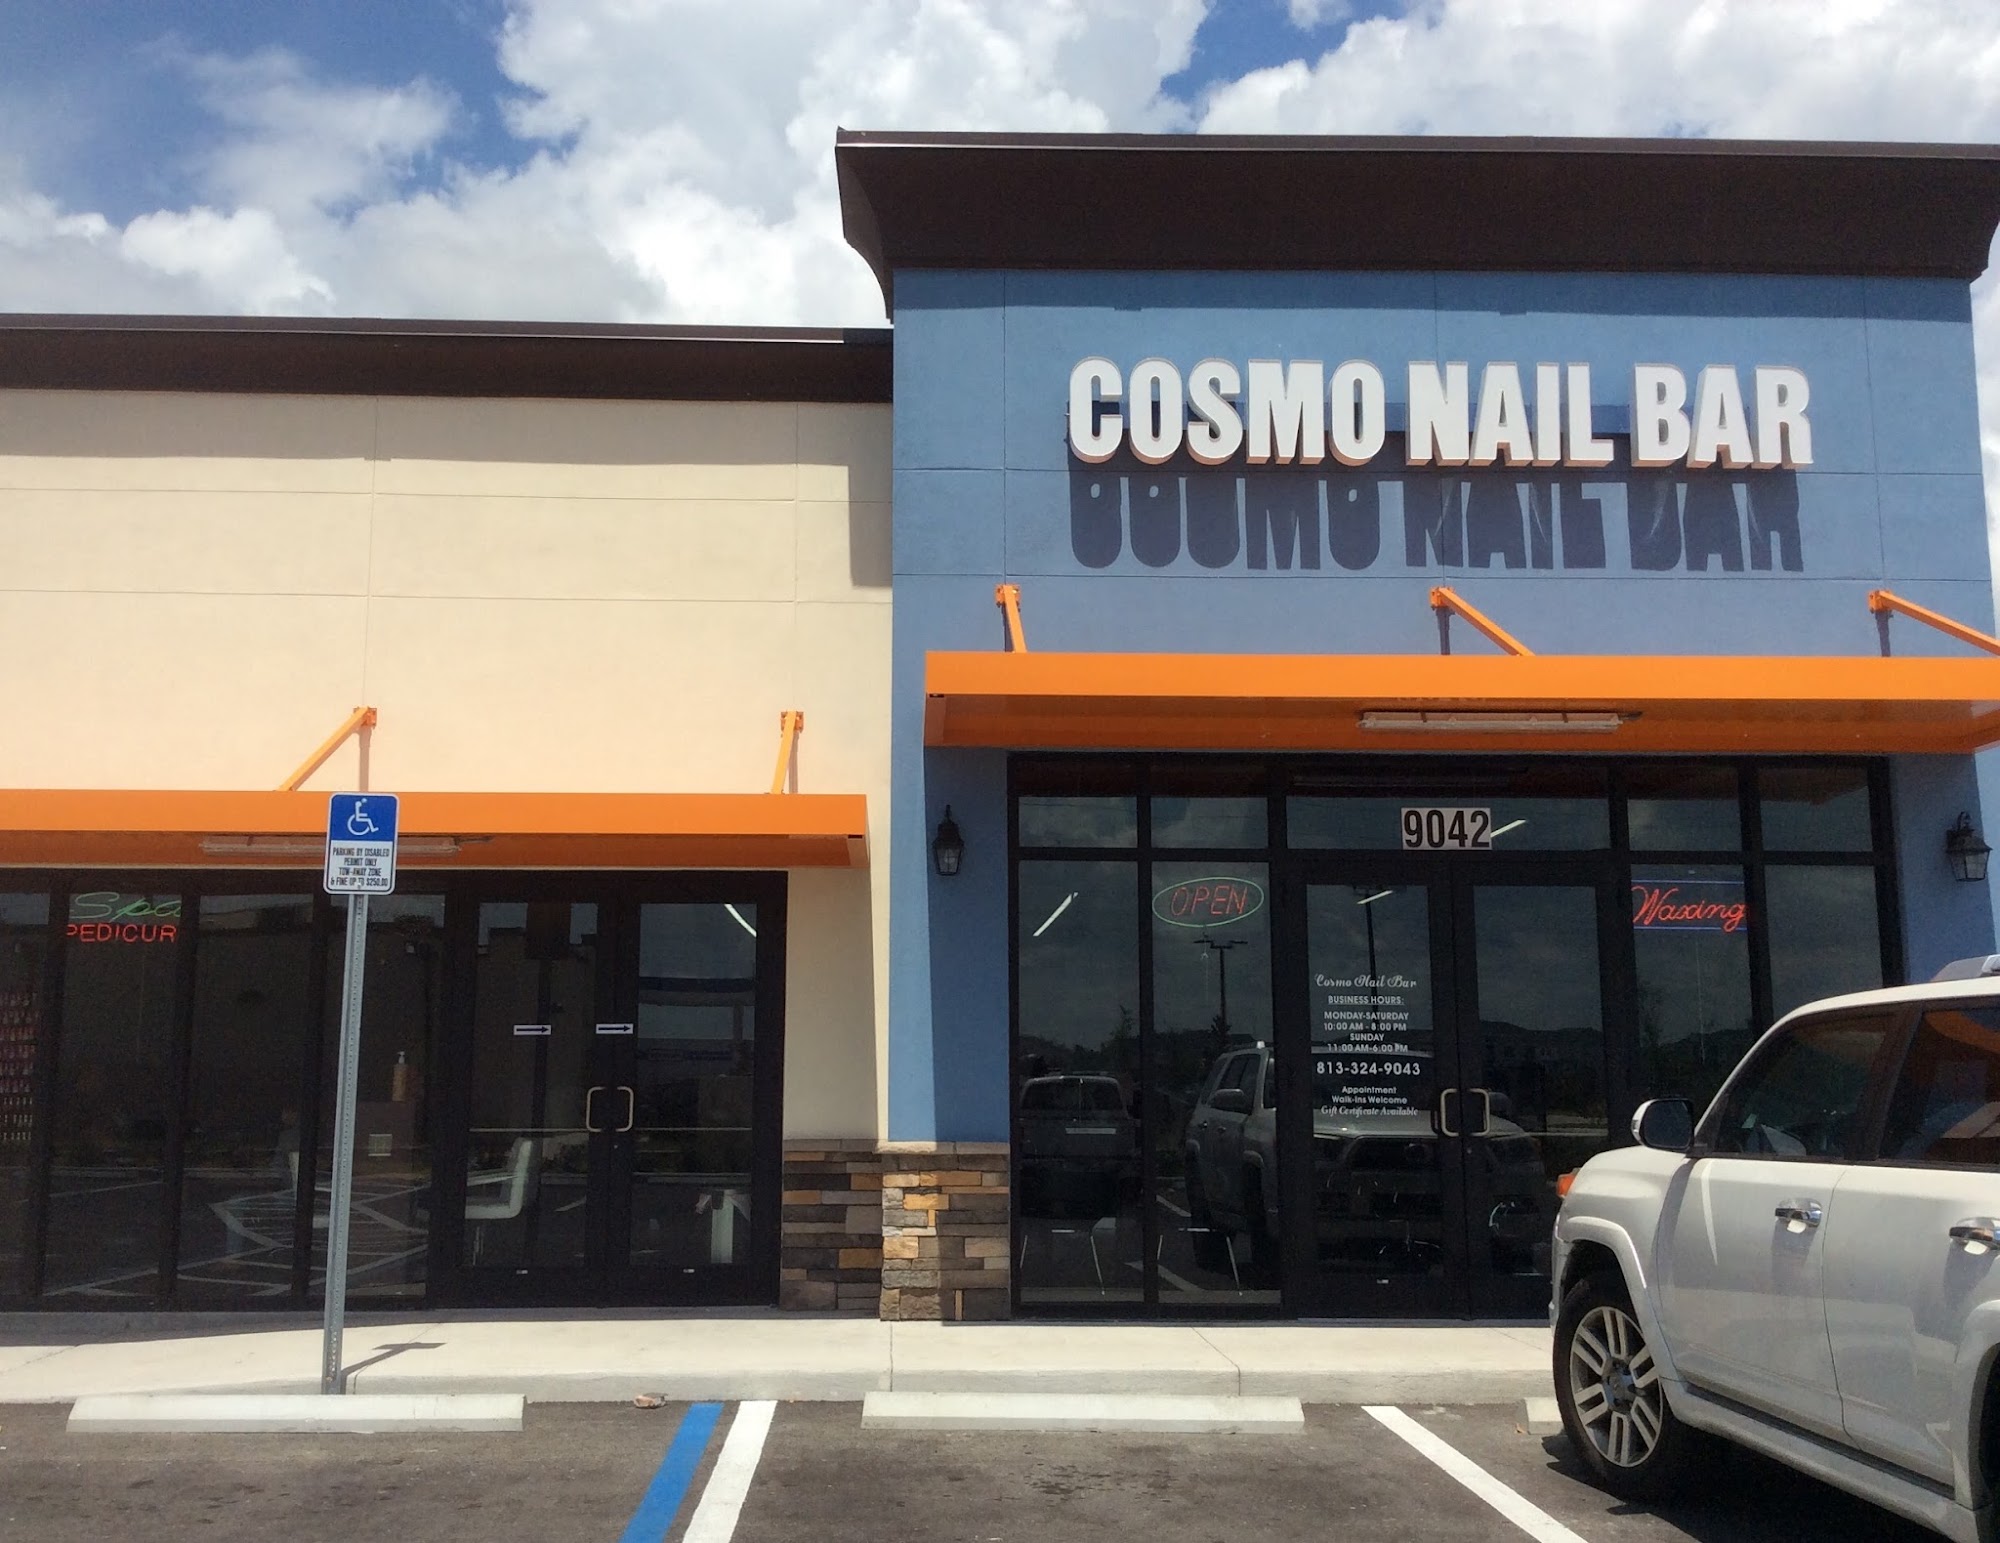 COSMO NAIL BAR
9042
PARKING BY DISABLED
PERMIT ONLY
TOW-AWAY ZONE
& FINE UP TO $250.00
Spa
PEDICUR
OPEN
Waxing
Cosmo Nail Bar
BUSINESS HOURS:
MONDAY-SATURDAY
10:00 AM - 8:00 PM
SUNDAY
11:00 AM-6:00 PM
813-324-9043
Appointment
Walk-Ins Welcome
Gift Certificate Available